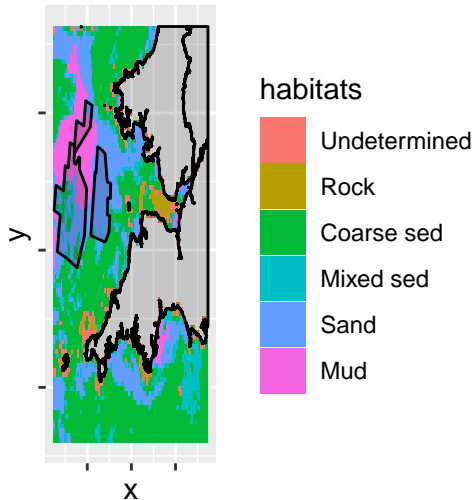 habitats
Undetermined
Rock
Coarse sed
Mixed sed
Sand
Mud
y
x